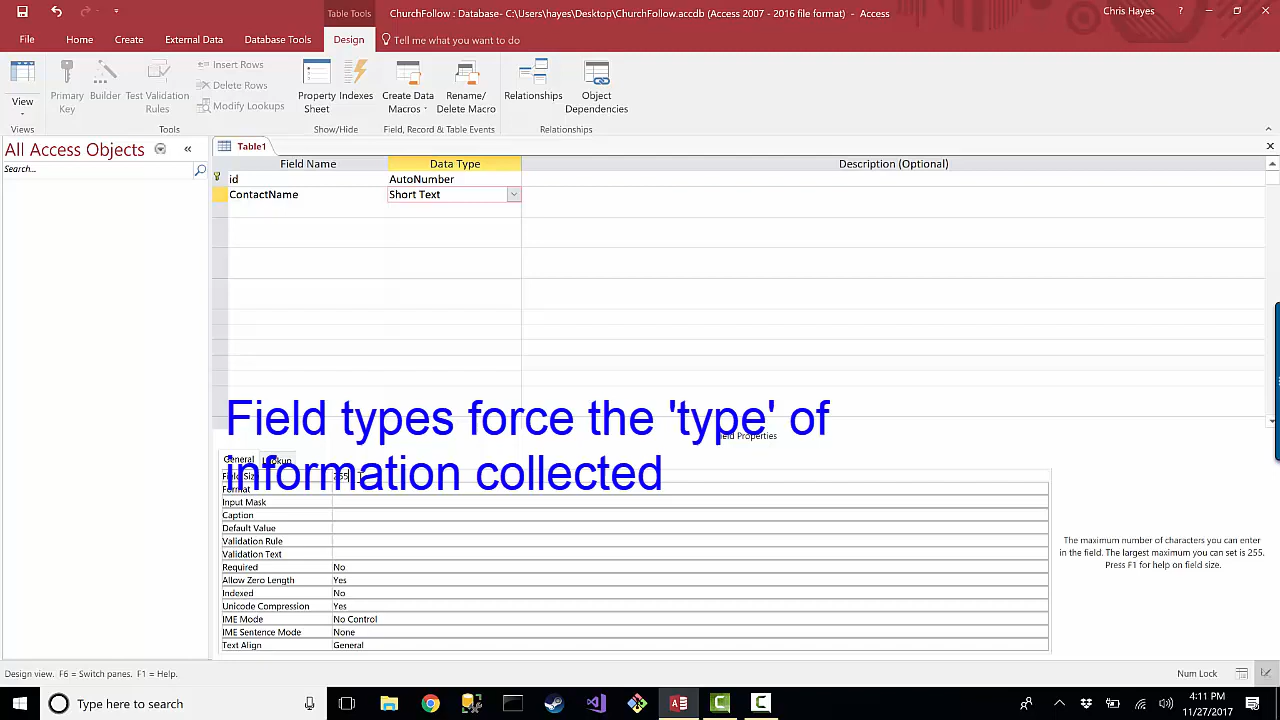 Table Tools
ChurchFollow : Database- C:\Users\hayes\Desktop\ChurchFollow.accdb (Access 2007 - 2016 file format) - Access
Chris Hayes
?
File
Home
Create
External Data
Database Tools
Design
Tell me what you want to do
View
Primary
Key
Builder
Test Validation
Rules
Insert Rows
Delete Rows
Modify Lookups
Property
Sheet
Indexes
Create Data
Macros
Rename/
Delete Macro
Relationships
Object
Dependencies
Views
Tools
Show/Hide
Field, Record & Table Events
Relationships
All Access Objects
Search...
Table1
Field Name
Data Type
Description (Optional)
id
AutoNumber
ContactName
Short Text
Field types force the 'type' of
information collected
Field Properties
General
Lookup
Field Size
255
Format
Input Mask
Caption
Default Value
Validation Rule
Validation Text
Required
No
Allow Zero Length
Yes
Indexed
No
Unicode Compression
Yes
IME Mode
No Control
IME Sentence Mode
None
Text Align
General
The maximum number of characters you can enter
in the field. The largest maximum you can set is 255.
Press F1 for help on field size.
Design view. F6 = Switch panes. F1 = Help.
Num Lock
Type here to search
4:11 PM
11/27/2017